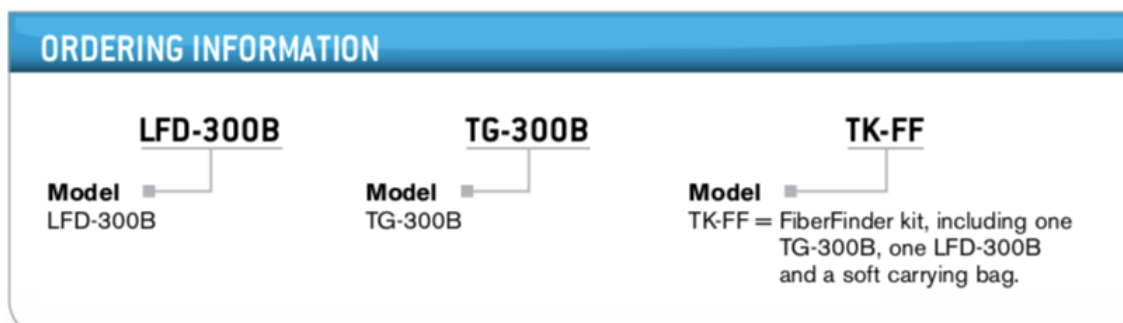 ORDERING INFORMATION
LFD-300B
TG-300B
TK-FF
Model
LFD-300B
Model
TG-300B
Model
TK-FF = FiberFinder kit, including one
TG-300B, one LFD-300B
and a soft carrying bag.